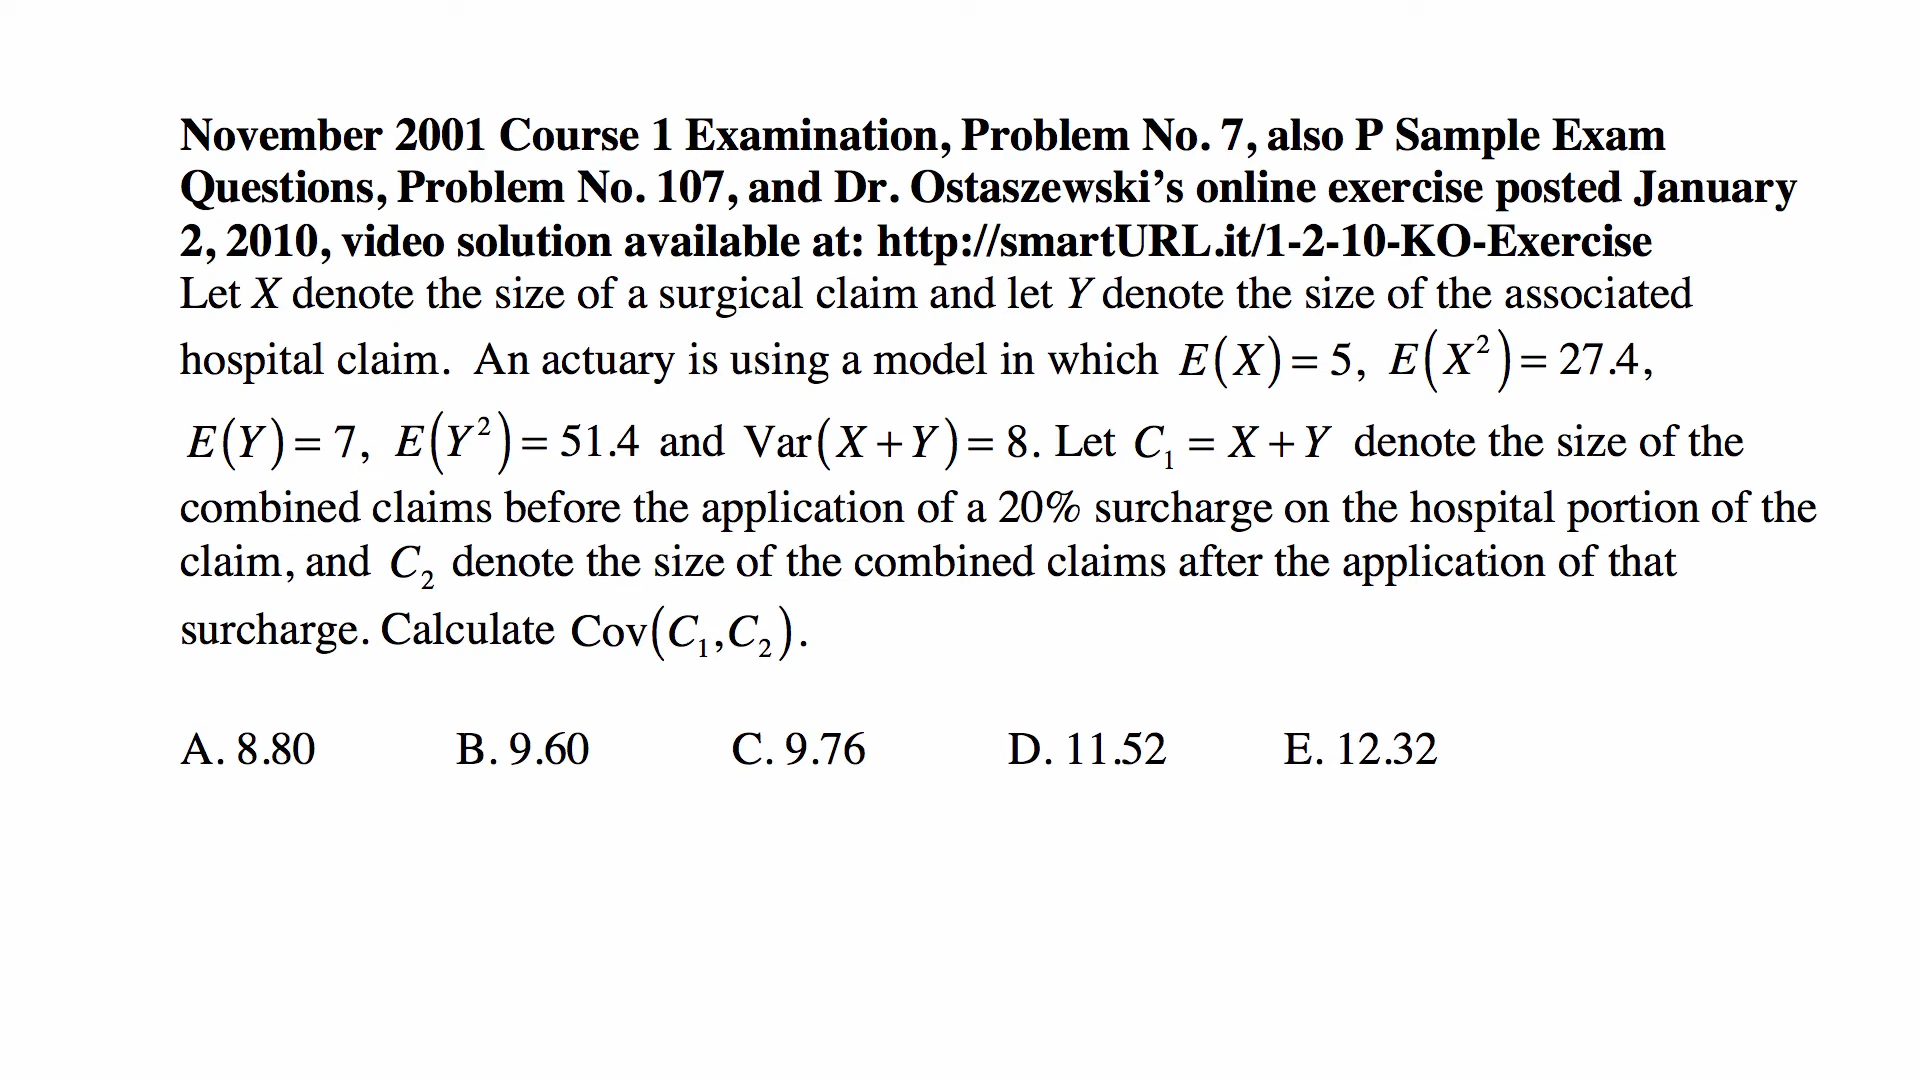 November 2001 Course 1 Examination, Problem No. 7, also P Sample Exam
Questions, Problem No. 107, and Dr. Ostaszewski’s online exercise posted January
2, 2010, video solution available at: http://smartURL.it/1-2-10-KO-Exercise
Let X denote the size of a surgical claim and let Y denote the size of the associated
hospital claim. An actuary is using a model in which E(X) = 5, E(X²) = 27.4,
E(Y) = 7, E(Y²) = 51.4 and Var(X + Y) = 8. Let C₁ = X + Y denote the size of the
combined claims before the application of a 20% surcharge on the hospital portion of the
claim, and C₂ denote the size of the combined claims after the application of that
surcharge. Calculate Cov(C₁,C₂).
A. 8.80 B. 9.60 C. 9.76 D. 11.52 E. 12.32